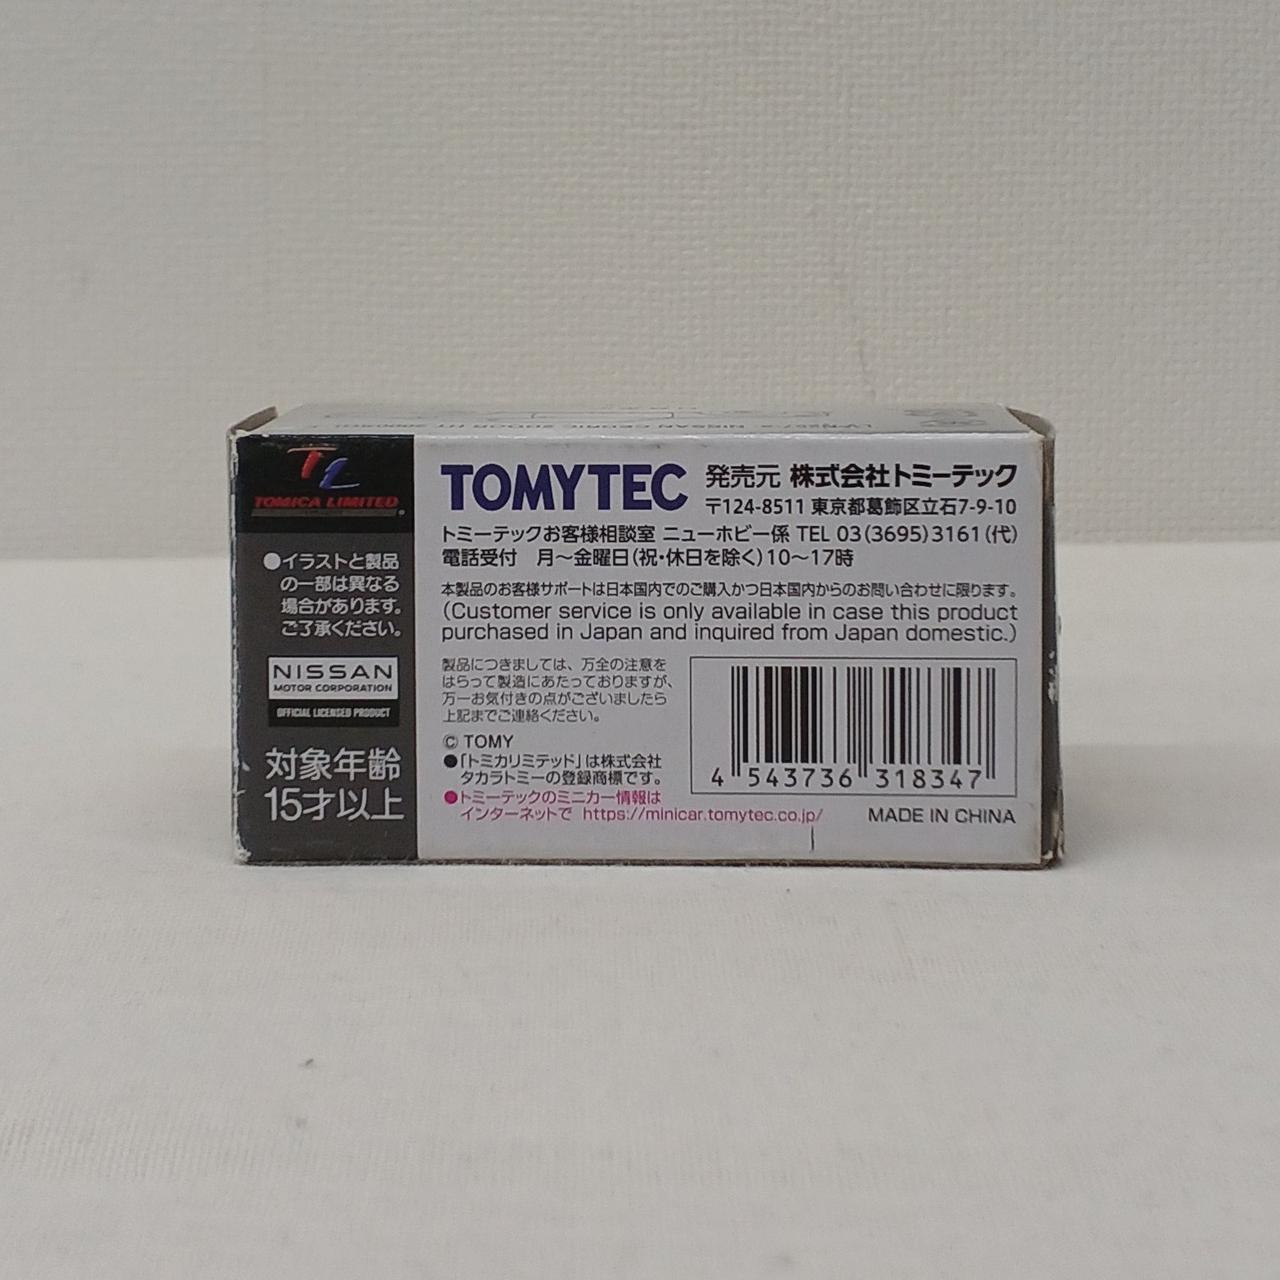 TOMICA LIMITED
●イラストと製品
の一部は異なる
場合があります。
ご了承ください。
NISSAN
MOTOR CORPORATION
OFFICIAL LICENSED PRODUCT
対象年齢
15才以上
TOMYTEC 発売元 株式会社トミーテック
〒124-8511 東京都葛飾区立石7-9-10
トミーテックお客様相談室 ニューホビー係 TEL 03(3695)3161(代)
電話受付 月～金曜日(祝・休日を除く)10～17時
本製品のお客様サポートは日本国内でのご購入かつ日本国内からのお問い合わせに限ります。
(Customer service is only available in case this product
purchased in Japan and inquired from Japan domestic.)
製品につきましては、万全の注意を
はらって製造にあたっておりますが、
万一お気付きの点がございましたら
上記までご連絡ください。
© TOMY
●「トミカリミテッド」は株式会社
タカラトミーの登録商標です。
●トミーテックのミニカー情報は
インターネットで https://minicar.tomytec.co.jp/
4 543736 318347
MADE IN CHINA